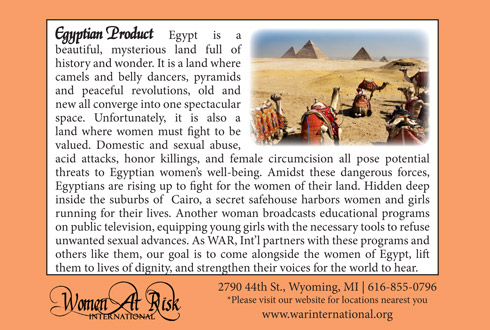 Egyptian Product Egypt is a
beautiful, mysterious land full of
history and wonder. It is a land where
camels and belly dancers, pyramids
and peaceful revolutions, old and
new all converge into one spectacular
space. Unfortunately, it is also a
land where women must fight to be
valued. Domestic and sexual abuse,
acid attacks, honor killings, and female circumcision all pose potential
threats to Egyptian women's well-being. Amidst these dangerous forces,
Egyptians are rising up to fight for the women of their land. Hidden deep
inside the suburbs of Cairo, a secret safehouse harbors women and girls
running for their lives. Another woman broadcasts educational programs
on public television, equipping young girls with the necessary tools to refuse
unwanted sexual advances. As WAR, Int'l partners with these programs and
others like them, our goal is to come alongside the women of Egypt, lift
them to lives of dignity, and strengthen their voices for the world to hear.
Women At Risk
INTERNATIONAL
2790 44th St., Wyoming, MI | 616-855-0796
*Please visit our website for locations nearest you
www.warinternational.org